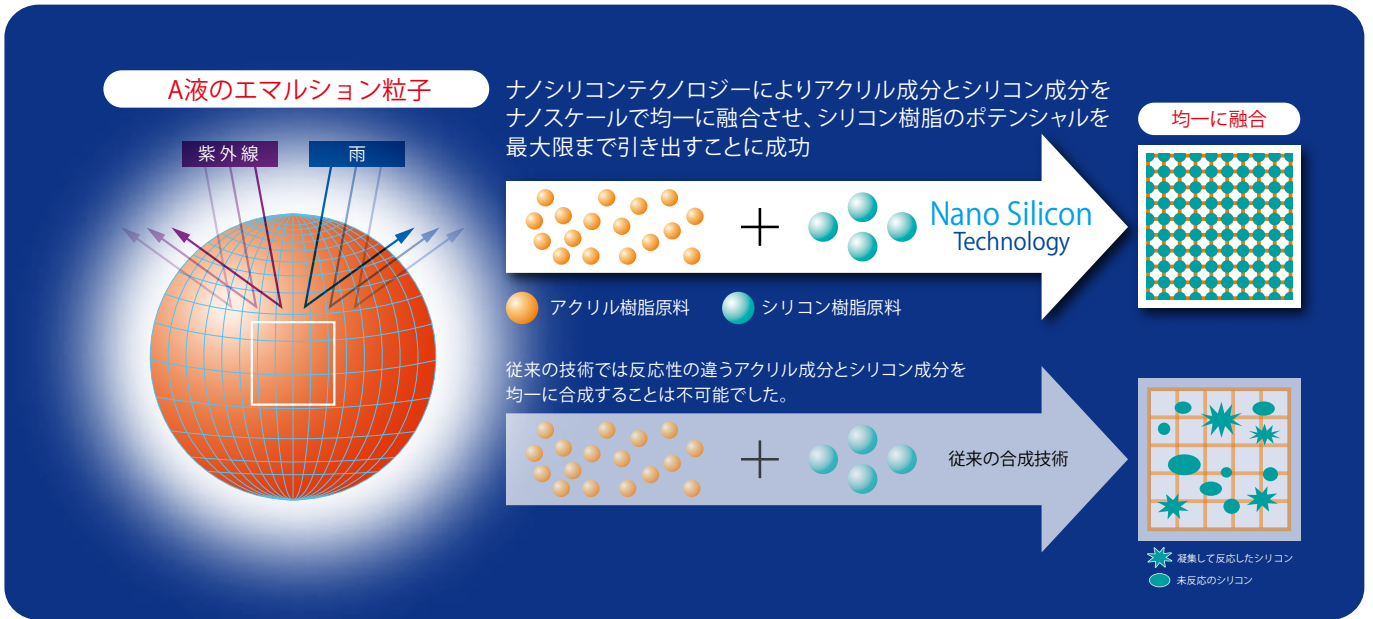 A液のエマルション粒子
紫外線
雨
ナノシリコンテクノロジーによりアクリル成分とシリコン成分を
ナノスケールで均一に融合させ、シリコン樹脂のポテンシャルを
最大限まで引き出すことに成功
Nano Silicon
Technology
均一に融合
アクリル樹脂原料
シリコン樹脂原料
従来の技術では反応性の違うアクリル成分とシリコン成分を
均一に合成することは不可能でした。
従来の合成技術
凝集して反応したシリコン
未反応のシリコン